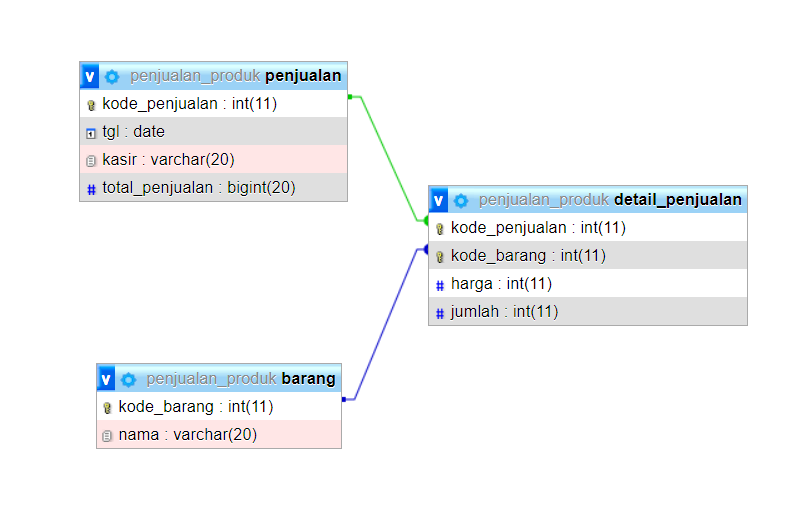 v penjualan_produk penjualan
kode_penjualan : int(11)
tgl : date
kasir : varchar(20)
total_penjualan : bigint(20)
v penjualan_produk detail_penjualan
kode_penjualan : int(11)
kode_barang : int(11)
# harga : int(11)
# jumlah : int(11)
v penjualan_produk barang
kode_barang : int(11)
nama : varchar(20)